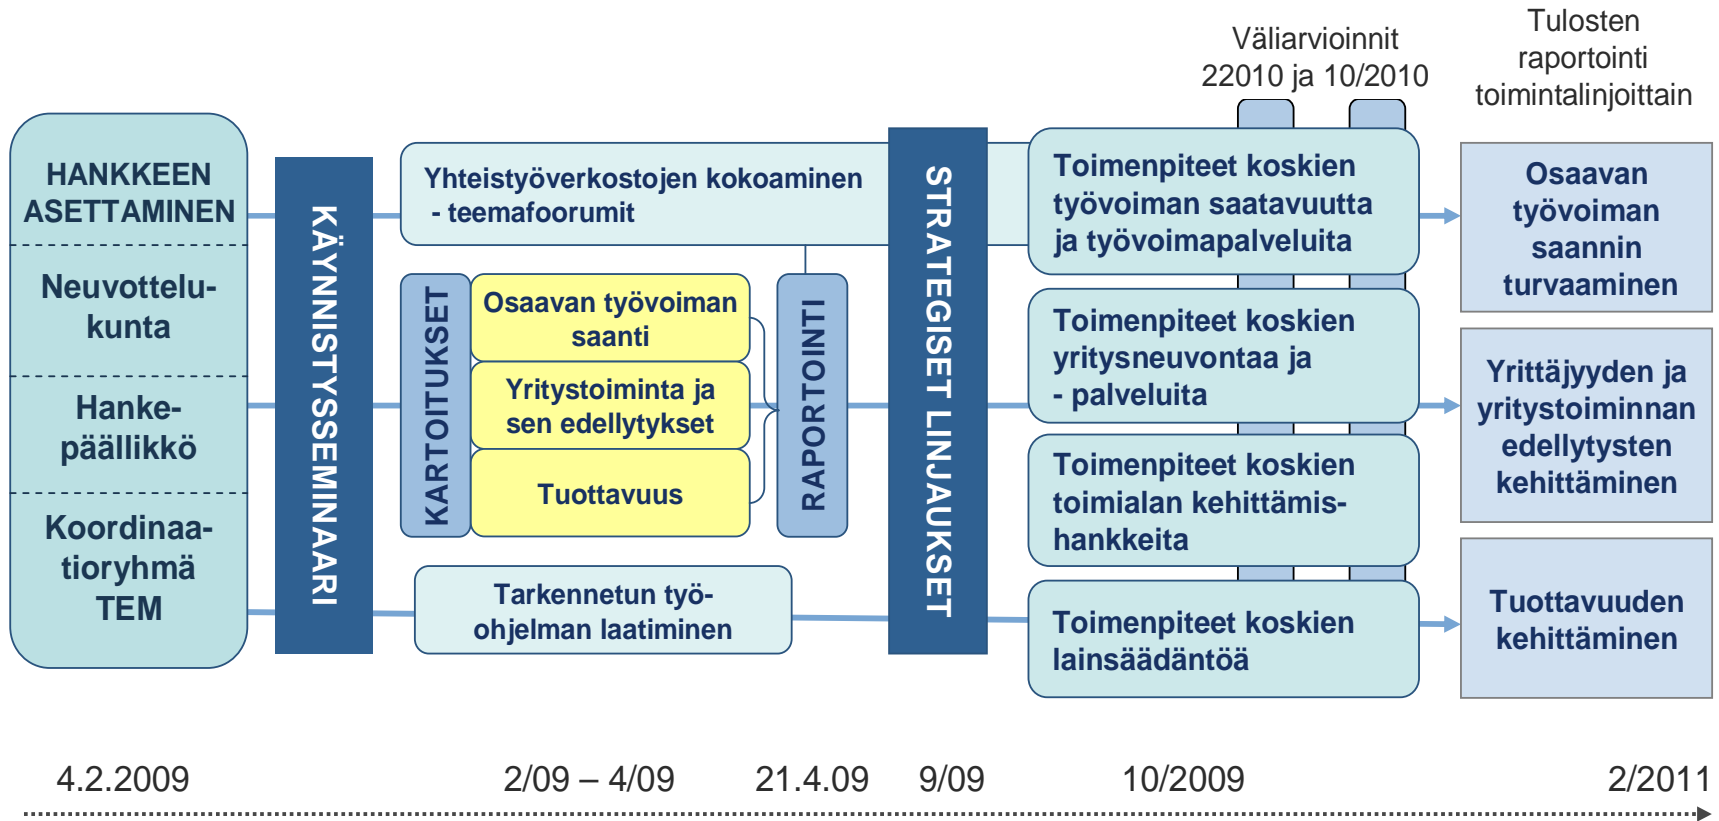 Väliarvioinnit
22010 ja 10/2010
Tulosten
raportointi
toimintalinjoittain
HANKKEEN
ASETTAMINEN
Neuvottelu-
kunta
Hanke-
päällikkö
Koordinaa-
tioryhmä
TEM
KÄYNNISTYSSEMINAARI
Yhteistyöverkostojen kokoaminen
- teemafoorumit
KARTOITUKSET
Osaavan työvoiman
saanti
Yritystoiminta ja
sen edellytykset
Tuottavuus
RAPORTOINTI
Tarkennetun työ-
ohjelman laatiminen
STRATEGISET LINJAUKSET
Toimenpiteet koskien
työvoiman saatavuutta
ja työvoimapalveluita
Toimenpiteet koskien
yritysneuvontaa ja
- palveluita
Toimenpiteet koskien
toimialan kehittämis-
hankkeita
Toimenpiteet koskien
lainsäädäntöä
Osaavan
työvoiman
saannin
turvaaminen
Yrittäjyyden ja
yritystoiminnan
edellytysten
kehittäminen
Tuottavuuden
kehittäminen
4.2.2009
2/09 – 4/09
21.4.09
9/09
10/2009
2/2011